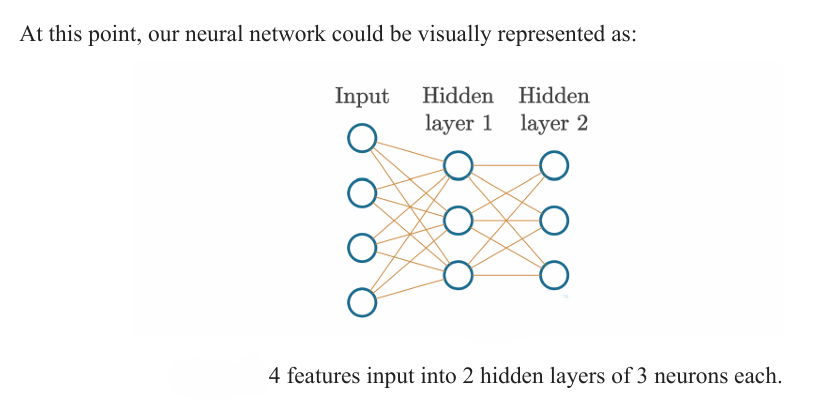 At this point, our neural network could be visually represented as:
Input Hidden Hidden
layer 1 layer 2
4 features input into 2 hidden layers of 3 neurons each.